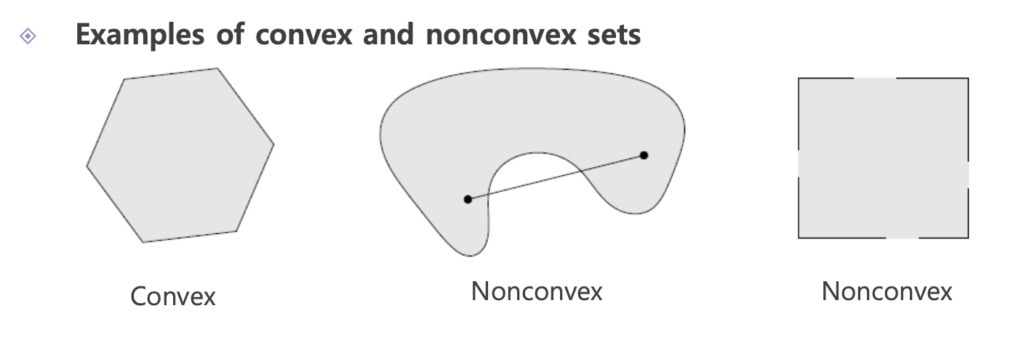 Examples of convex and nonconvex sets
Convex
Nonconvex
Nonconvex